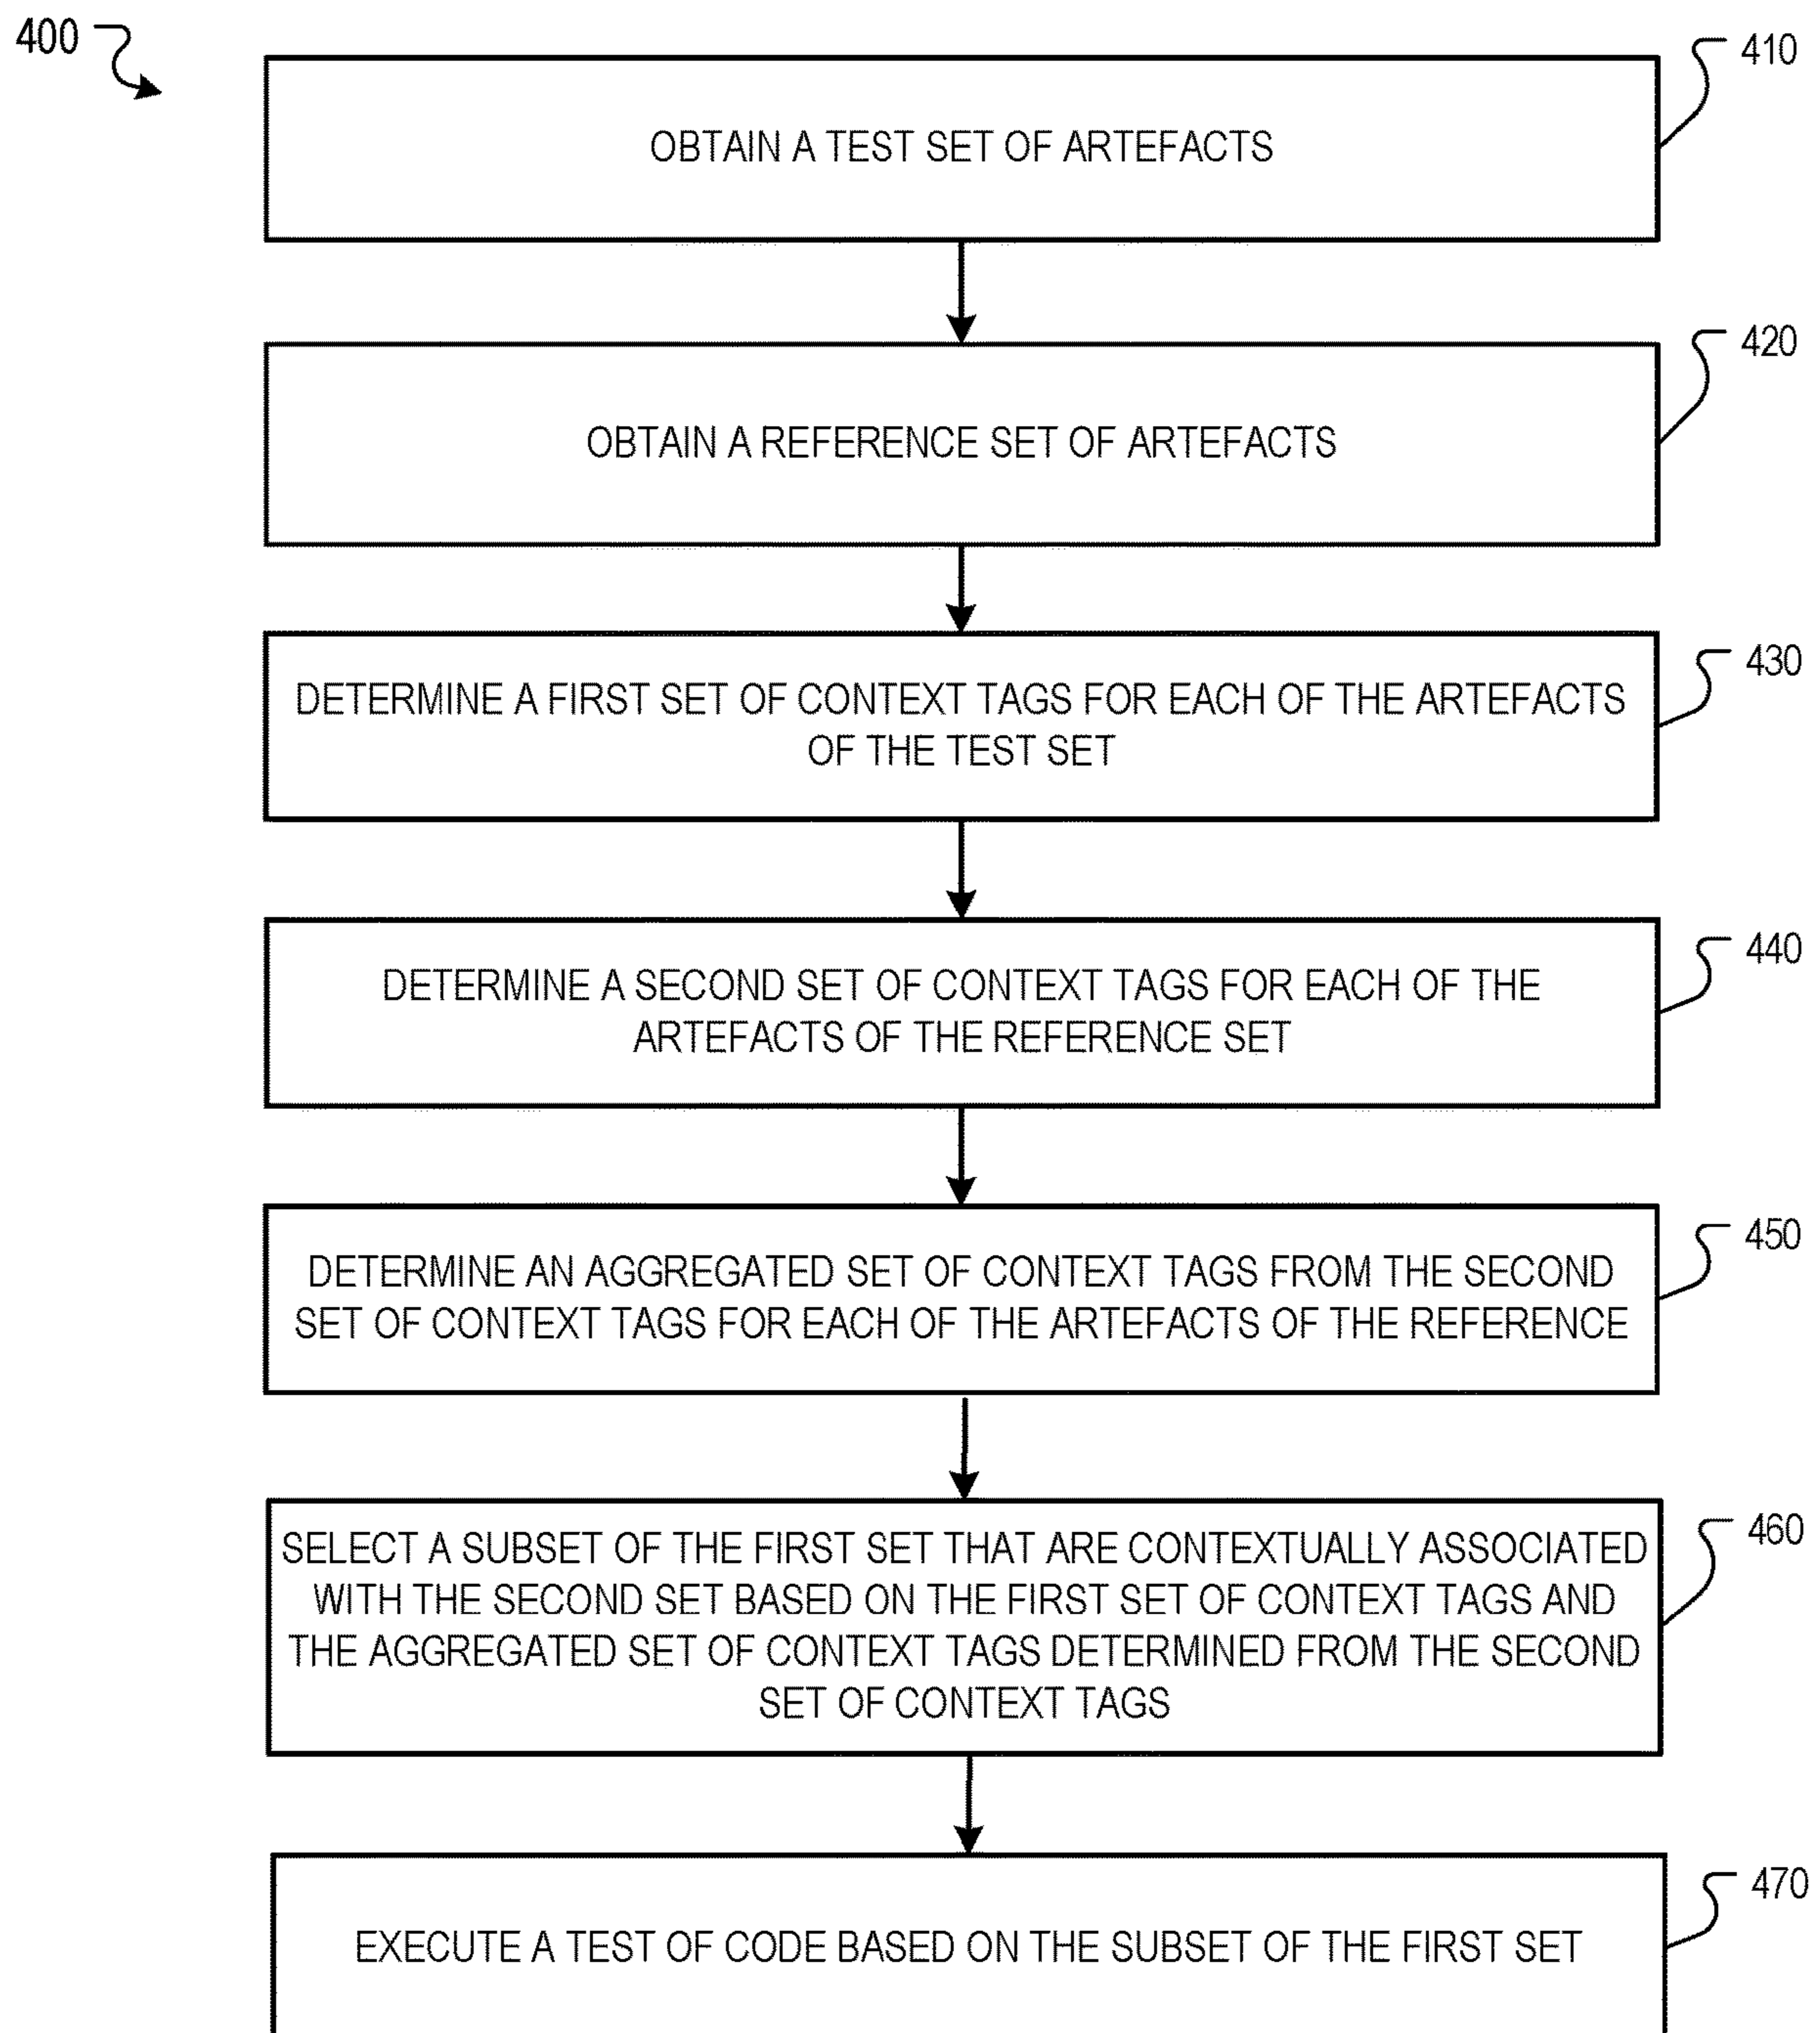 400
410
OBTAIN A TEST SET OF ARTEFACTS
420
OBTAIN A REFERENCE SET OF ARTEFACTS
430
DETERMINE A FIRST SET OF CONTEXT TAGS FOR EACH OF THE ARTEFACTS
OF THE TEST SET
440
DETERMINE A SECOND SET OF CONTEXT TAGS FOR EACH OF THE
ARTEFACTS OF THE REFERENCE SET
450
DETERMINE AN AGGREGATED SET OF CONTEXT TAGS FROM THE SECOND
SET OF CONTEXT TAGS FOR EACH OF THE ARTEFACTS OF THE REFERENCE
460
SELECT A SUBSET OF THE FIRST SET THAT ARE CONTEXTUALLY ASSOCIATED
WITH THE SECOND SET BASED ON THE FIRST SET OF CONTEXT TAGS AND
THE AGGREGATED SET OF CONTEXT TAGS DETERMINED FROM THE SECOND
SET OF CONTEXT TAGS
470
EXECUTE A TEST OF CODE BASED ON THE SUBSET OF THE FIRST SET